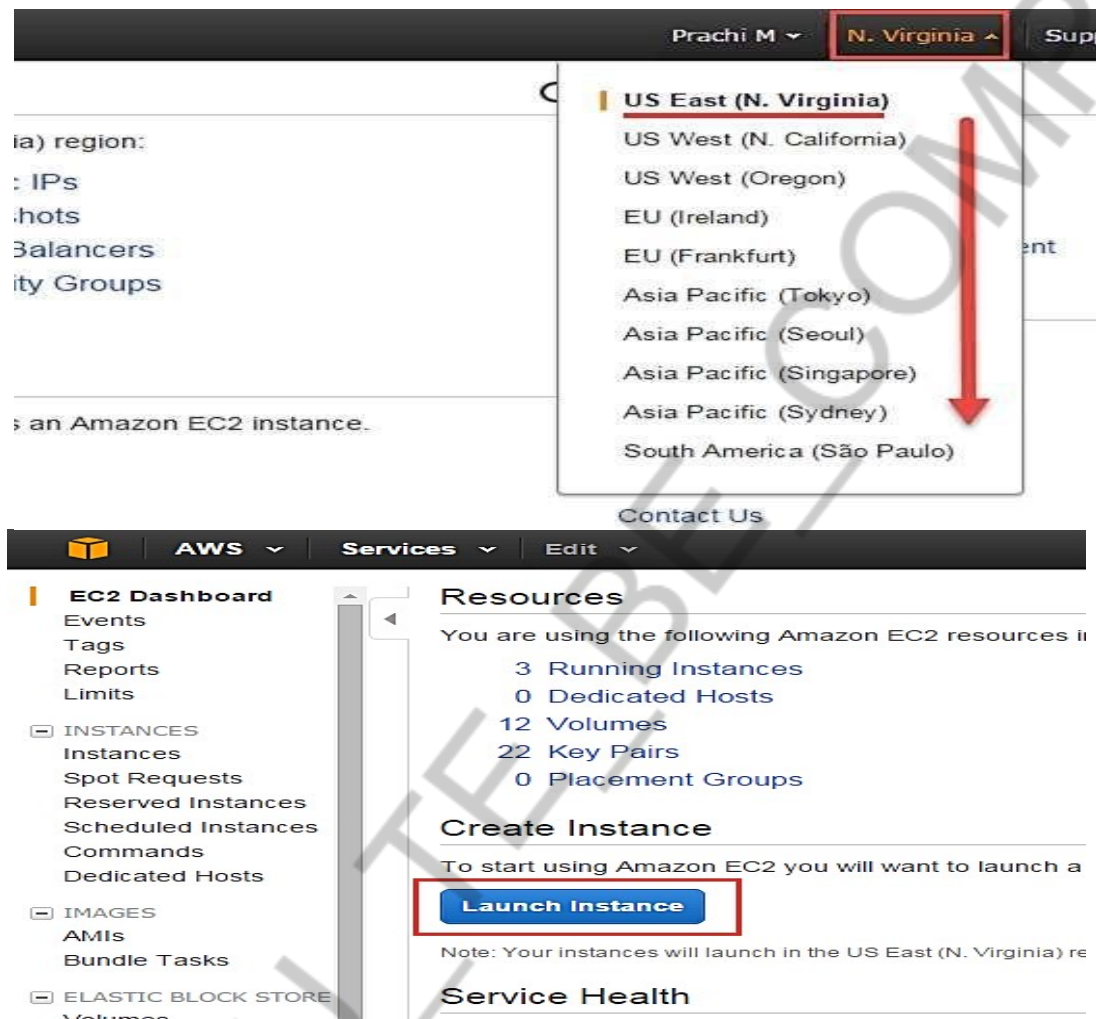 Prachi M N. Virginia Supp
US East (N. Virginia)
ia) region:
US West (N. California)
: IPs
US West (Oregon)
hots
EU (Ireland)
Balancers
EU (Frankfurt)
ent
ity Groups
Asia Pacific (Tokyo)
Asia Pacific (Seoul)
Asia Pacific (Singapore)
Asia Pacific (Sydney)
s an Amazon EC2 instance.
South America (São Paulo)
Contact Us
AWS Services Edit
EC2 Dashboard
Events
Tags
Reports
Limits
INSTANCES
Instances
Spot Requests
Reserved Instances
Scheduled Instances
Commands
Dedicated Hosts
IMAGES
AMIs
Bundle Tasks
ELASTIC BLOCK STORE
Volumes
Resources
You are using the following Amazon EC2 resources i
3 Running Instances
0 Dedicated Hosts
12 Volumes
22 Key Pairs
0 Placement Groups
Create Instance
To start using Amazon EC2 you will want to launch a
Launch Instance
Note: Your instances will launch in the US East (N. Virginia) re
Service Health
TE_BE_COMP